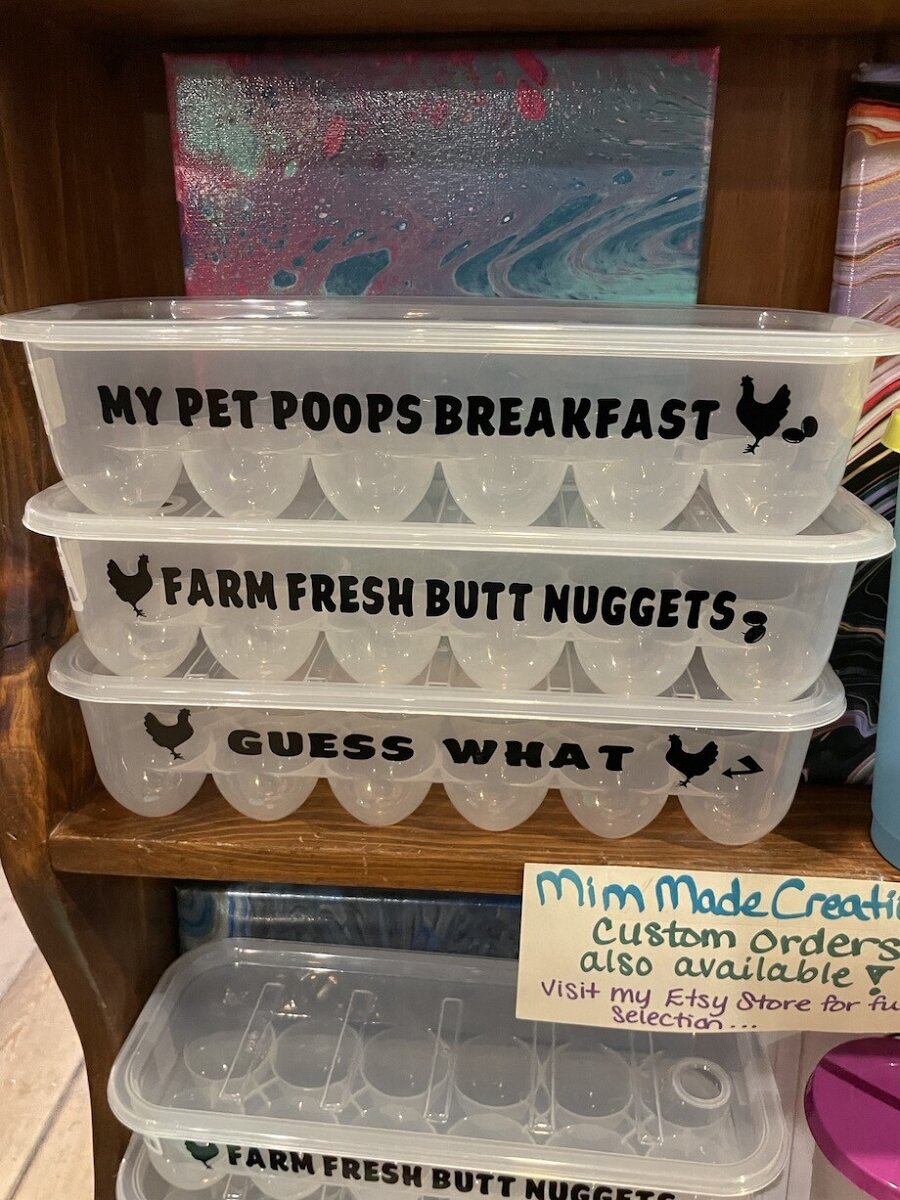 MY PET POOPS BREAKFAST
FARM FRESH BUTT NUGGETS
GUESS WHAT
Mim Made Creati
Custom orders
also available!
Visit my Etsy Store for fu
Selection...
FARM FRESH BUTT NUGGETS